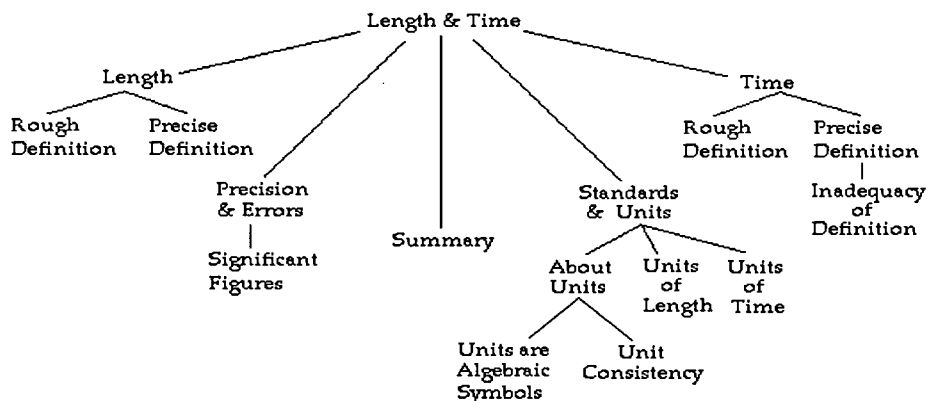 Length & Time
Length
Time
Rough
Definition
Precise
Definition
Rough
Definition
Precise
Definition
Precision
& Errors
Standards
& Units
Inadequacy
of
Definition
Significant
Figures
Summary
About
Units
Units
of
Length
Units
of
Time
Units are
Algebraic
Symbols
Unit
Consistency